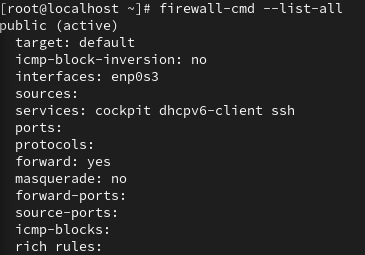 [root@localhost ~]# firewall-cmd --list-all
public (active)
  target: default
  icmp-block-inversion: no
  interfaces: enp0s3
  sources:
  services: cockpit dhcpv6-client ssh
  ports:
  protocols:
  forward: yes
  masquerade: no
  forward-ports:
  source-ports:
  icmp-blocks:
  rich rules: